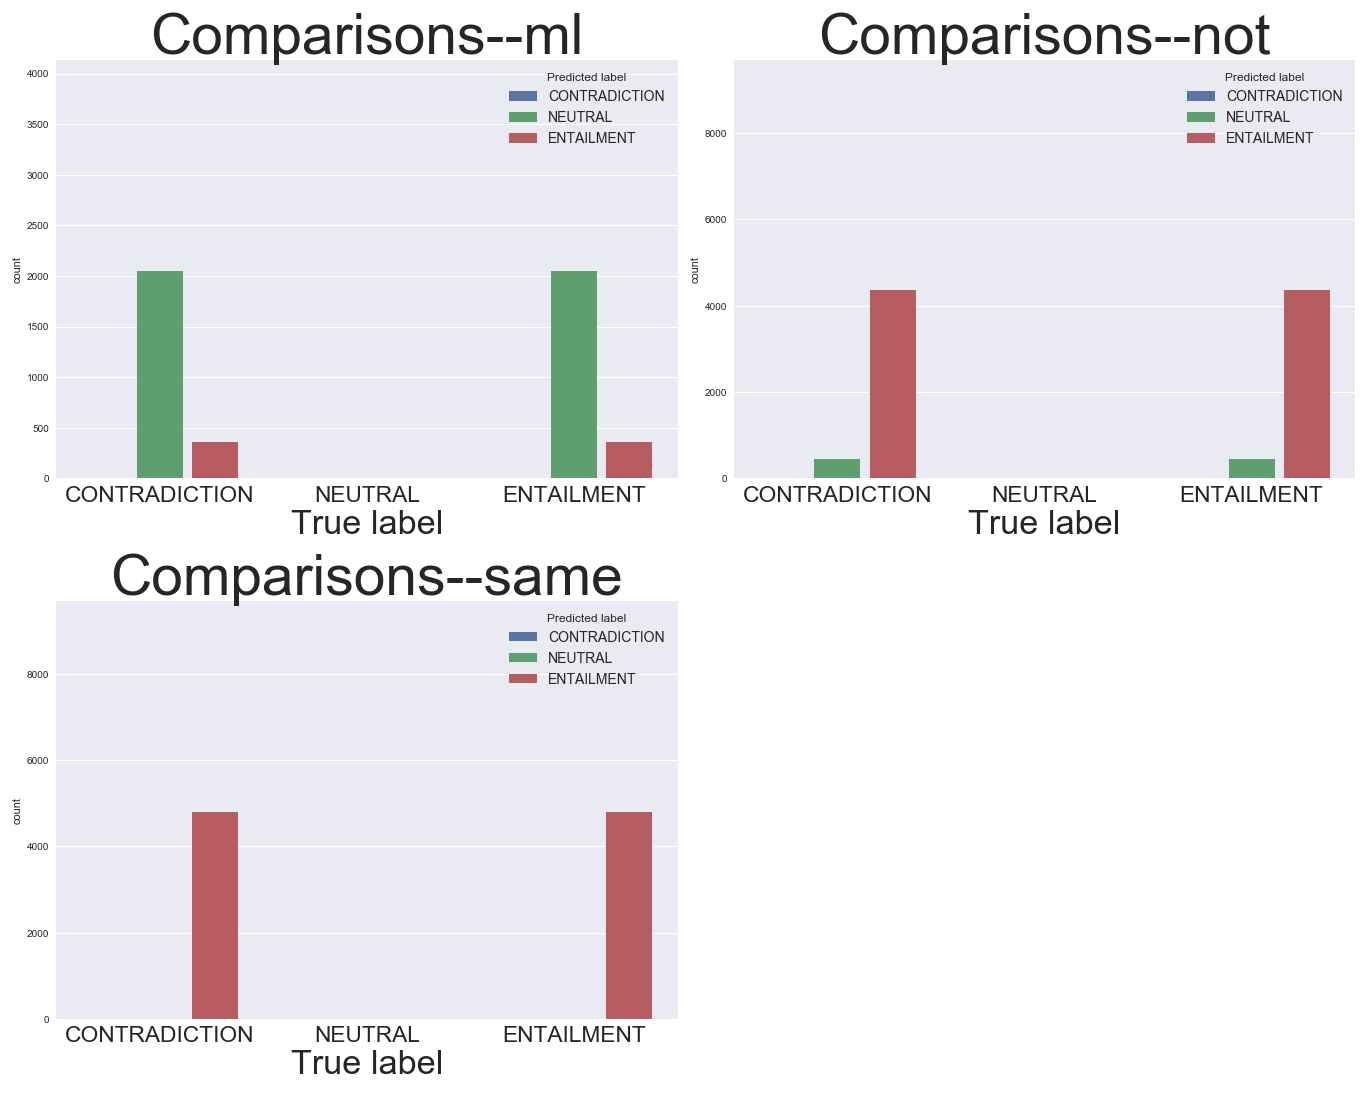 Comparisons--ml
4000
3500
3000
2500
2000
1500
1000
500
0
count
Predicted label
CONTRADICTION
NEUTRAL
ENTAILMENT
CONTRADICTION NEUTRAL ENTAILMENT
True label
Comparisons--not
8000
6000
4000
2000
0
count
Predicted label
CONTRADICTION
NEUTRAL
ENTAILMENT
CONTRADICTION NEUTRAL ENTAILMENT
True label
Comparisons--same
8000
6000
4000
2000
0
count
Predicted label
CONTRADICTION
NEUTRAL
ENTAILMENT
CONTRADICTION NEUTRAL ENTAILMENT
True label